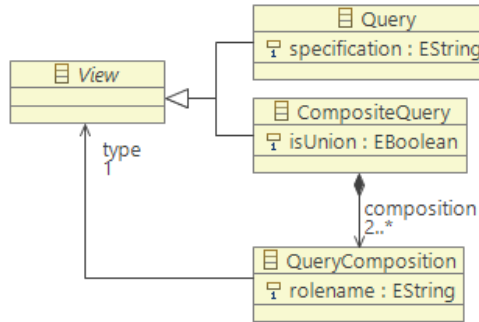 Query
specification : EString
View
CompositeQuery
isUnion : EBoolean
type
1
composition
2..*
QueryComposition
rolename : EString